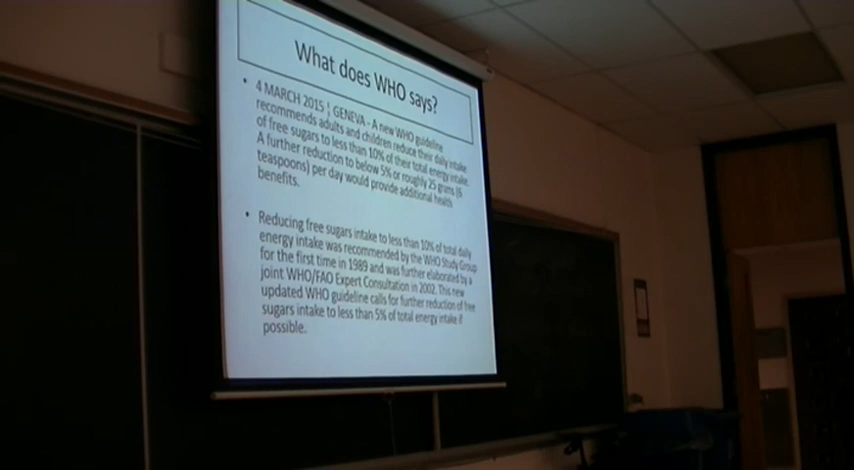 What does WHO says?
• 4 MARCH 2015 ¦ GENEVA - A new WHO guideline
recommends adults and children reduce their daily intake
of free sugars to less than 10% of their total energy intake.
A further reduction to below 5% or roughly 25 grams (6
teaspoons) per day would provide additional health
benefits.
• Reducing free sugars intake to less than 10% of total daily
energy intake was recommended by the WHO Study Group
for the first time in 1989 and was further elaborated by a
joint WHO/FAO Expert Consultation in 2002. This new
updated WHO guideline calls for further reduction of free
sugars intake to less than 5% of total energy intake if
possible.